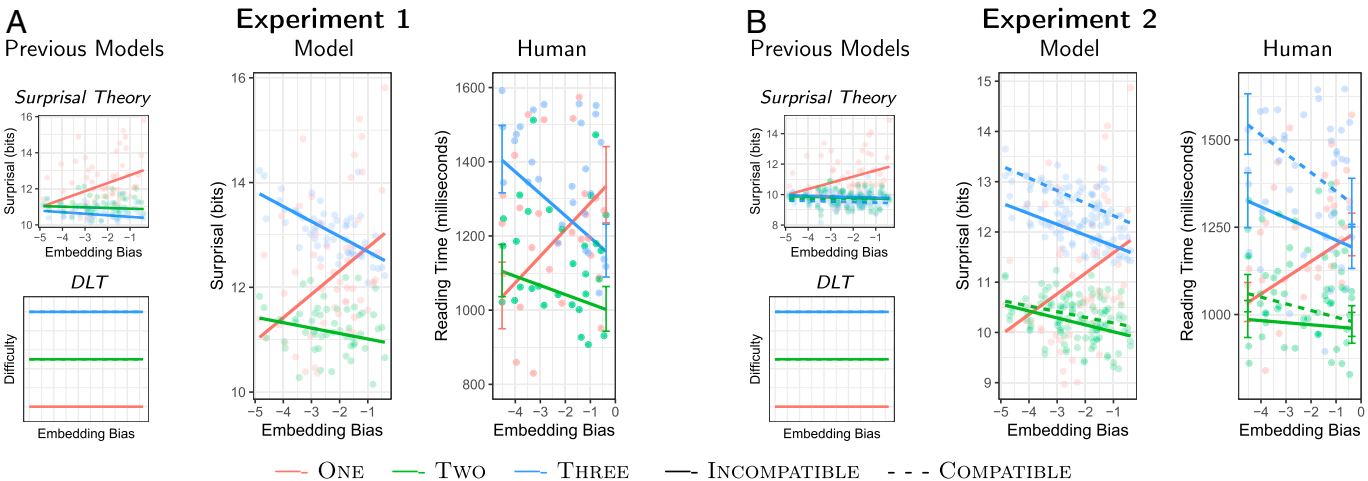 A
Experiment 1
Previous Models
Model
Human
Surprisal Theory
16
14
12
10
Surprisal (bits)
−5 −4 −3 −2 −1
Embedding Bias
DLT
Difficulty
Embedding Bias
16
14
12
10
Surprisal (bits)
−5 −4 −3 −2 −1
Embedding Bias
1600
1400
1200
1000
800
Reading Time (milliseconds)
−4 −3 −2 −1 0
Embedding Bias
B
Experiment 2
Previous Models
Model
Human
Surprisal Theory
14
12
10
8
Surprisal (bits)
−5 −4 −3 −2 −1
Embedding Bias
DLT
Difficulty
Embedding Bias
15
14
13
12
11
10
9
Surprisal (bits)
−5 −4 −3 −2 −1
Embedding Bias
1500
1250
1000
Reading Time (milliseconds)
−4 −3 −2 −1 0
Embedding Bias
One Two Three Incompatible Compatible